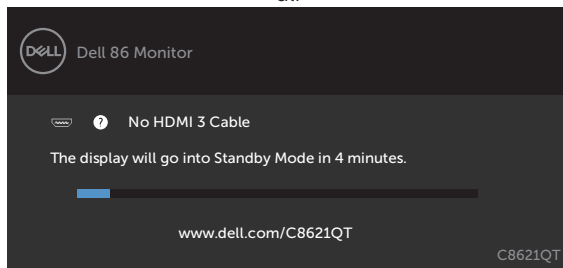 DELL
Dell 86 Monitor
? No HDMI 3 Cable
The display will go into Standby Mode in 4 minutes.
www.dell.com/C8621QT
C8621QT